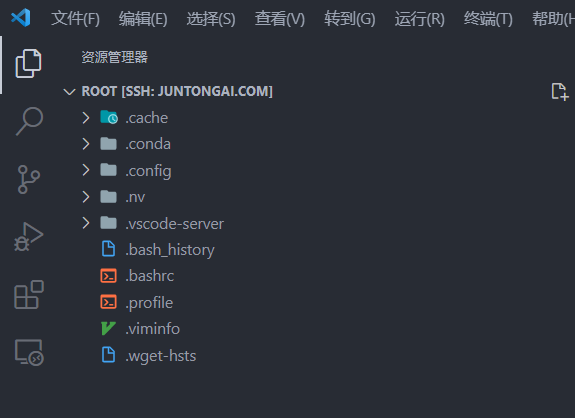 文件(F) 编辑(E) 选择(S) 查看(V) 转到(G) 运行(R) 终端(T) 帮助(H
资源管理器
ROOT [SSH: JUNTONGAI.COM]
.cache
.conda
.config
.nv
.vscode-server
.bash_history
.bashrc
.profile
.viminfo
.wget-hsts